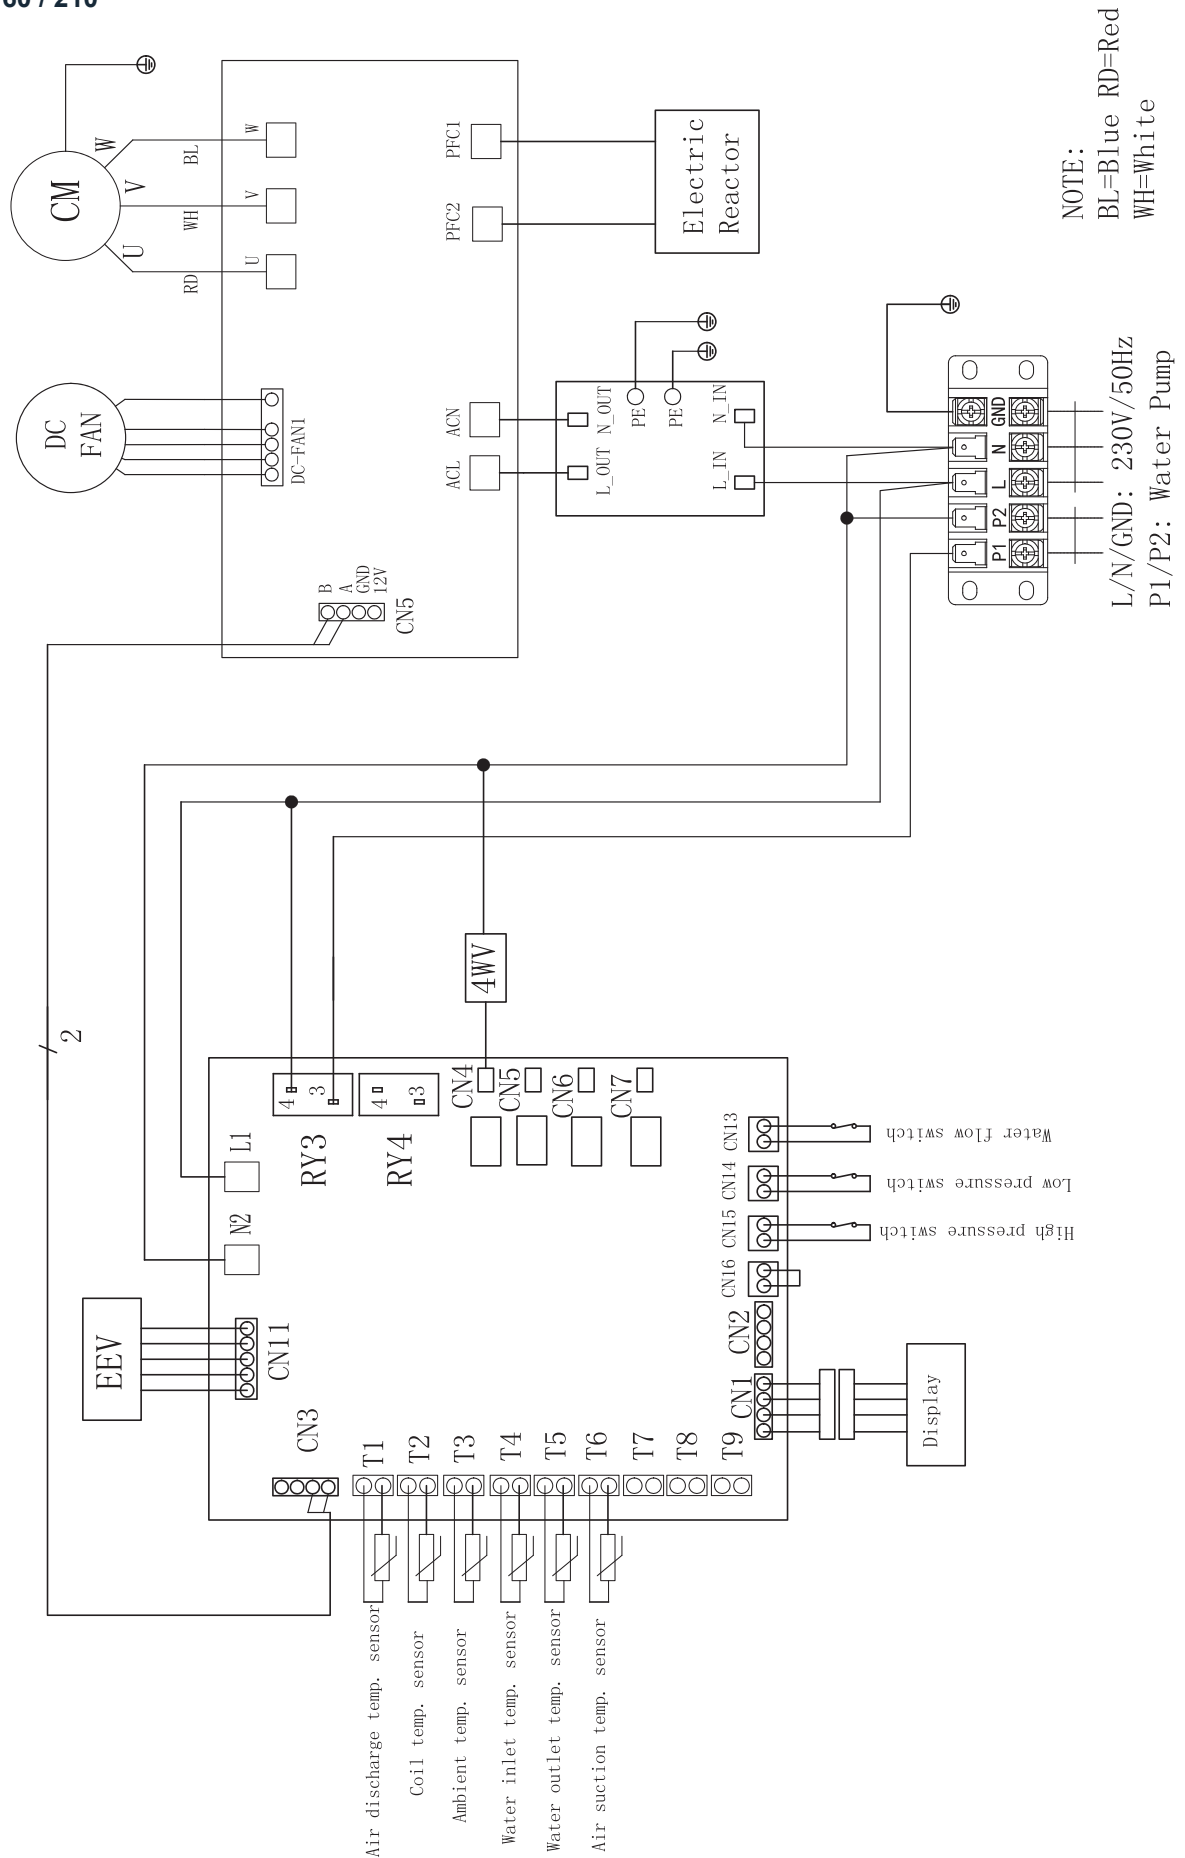 60 / 210
CM
W
V
U
BL
WH
RD
W
V
U
DC
FAN
DC-FAN1
B
A
GND
12V
CN5
PFC1
PFC2
ACN
ACL
Electric
Reactor
L_OUT N_OUT
PE
PE
L_IN
N_IN
GND
N
L
P2
P1
NOTE:
BL=Blue RD=Red
WH=White
L/N/GND: 230V/50Hz
P1/P2: Water Pump
2
4WV
L1
N2
4
3
RY3
4
3
RY4
CN4
CN5
CN6
CN7
EEV
CN11
CN3
CN13
CN14
CN15
CN16
CN2
CN1
Water flow switch
Low pressure switch
High pressure switch
Display
T1
T2
T3
T4
T5
T6
T7
T8
T9
Air discharge temp. sensor
Coil temp. sensor
Ambient temp. sensor
Water inlet temp. sensor
Water outlet temp. sensor
Air suction temp. sensor